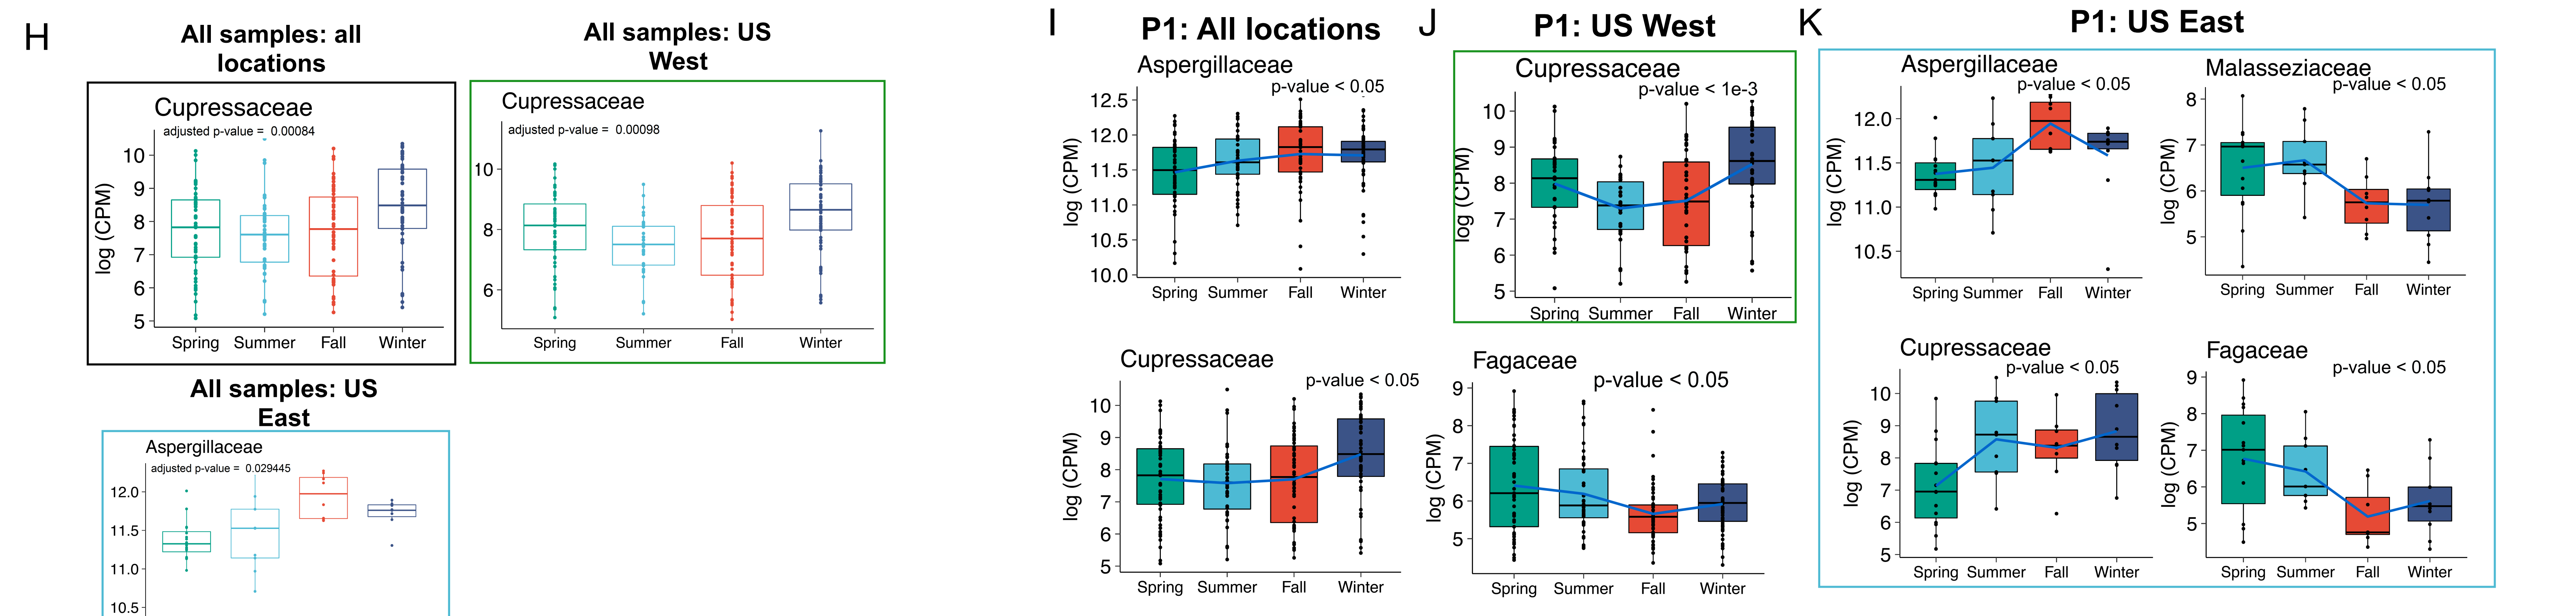 H
All samples: all
locations
Cupressaceae
adjusted p-value = 0.00084
log (CPM)
10
9
8
7
6
5
Spring Summer Fall Winter
All samples: US
West
Cupressaceae
adjusted p-value = 0.00098
10
8
6
Spring Summer Fall Winter
All samples: US
East
Aspergillaceae
adjusted p-value = 0.029445
12.0
11.5
11.0
10.5
I
P1: All locations
Aspergillaceae
p-value < 0.05
log (CPM)
12.5
12.0
11.5
11.0
10.5
10.0
Spring Summer Fall Winter
Cupressaceae
p-value < 0.05
log (CPM)
10
9
8
7
6
5
Spring Summer Fall Winter
J
P1: US West
Cupressaceae
p-value < 1e-3
log (CPM)
10
9
8
7
6
5
Spring Summer Fall Winter
Fagaceae
p-value < 0.05
log (CPM)
9
8
7
6
5
Spring Summer Fall Winter
K
P1: US East
Aspergillaceae
p-value < 0.05
log (CPM)
12.0
11.5
11.0
10.5
Spring Summer Fall Winter
Malasseziaceae
p-value < 0.05
log (CPM)
8
7
6
5
Spring Summer Fall Winter
Cupressaceae
p-value < 0.05
log (CPM)
10
9
8
7
6
5
Spring Summer Fall Winter
Fagaceae
p-value < 0.05
log (CPM)
9
8
7
6
5
Spring Summer Fall Winter